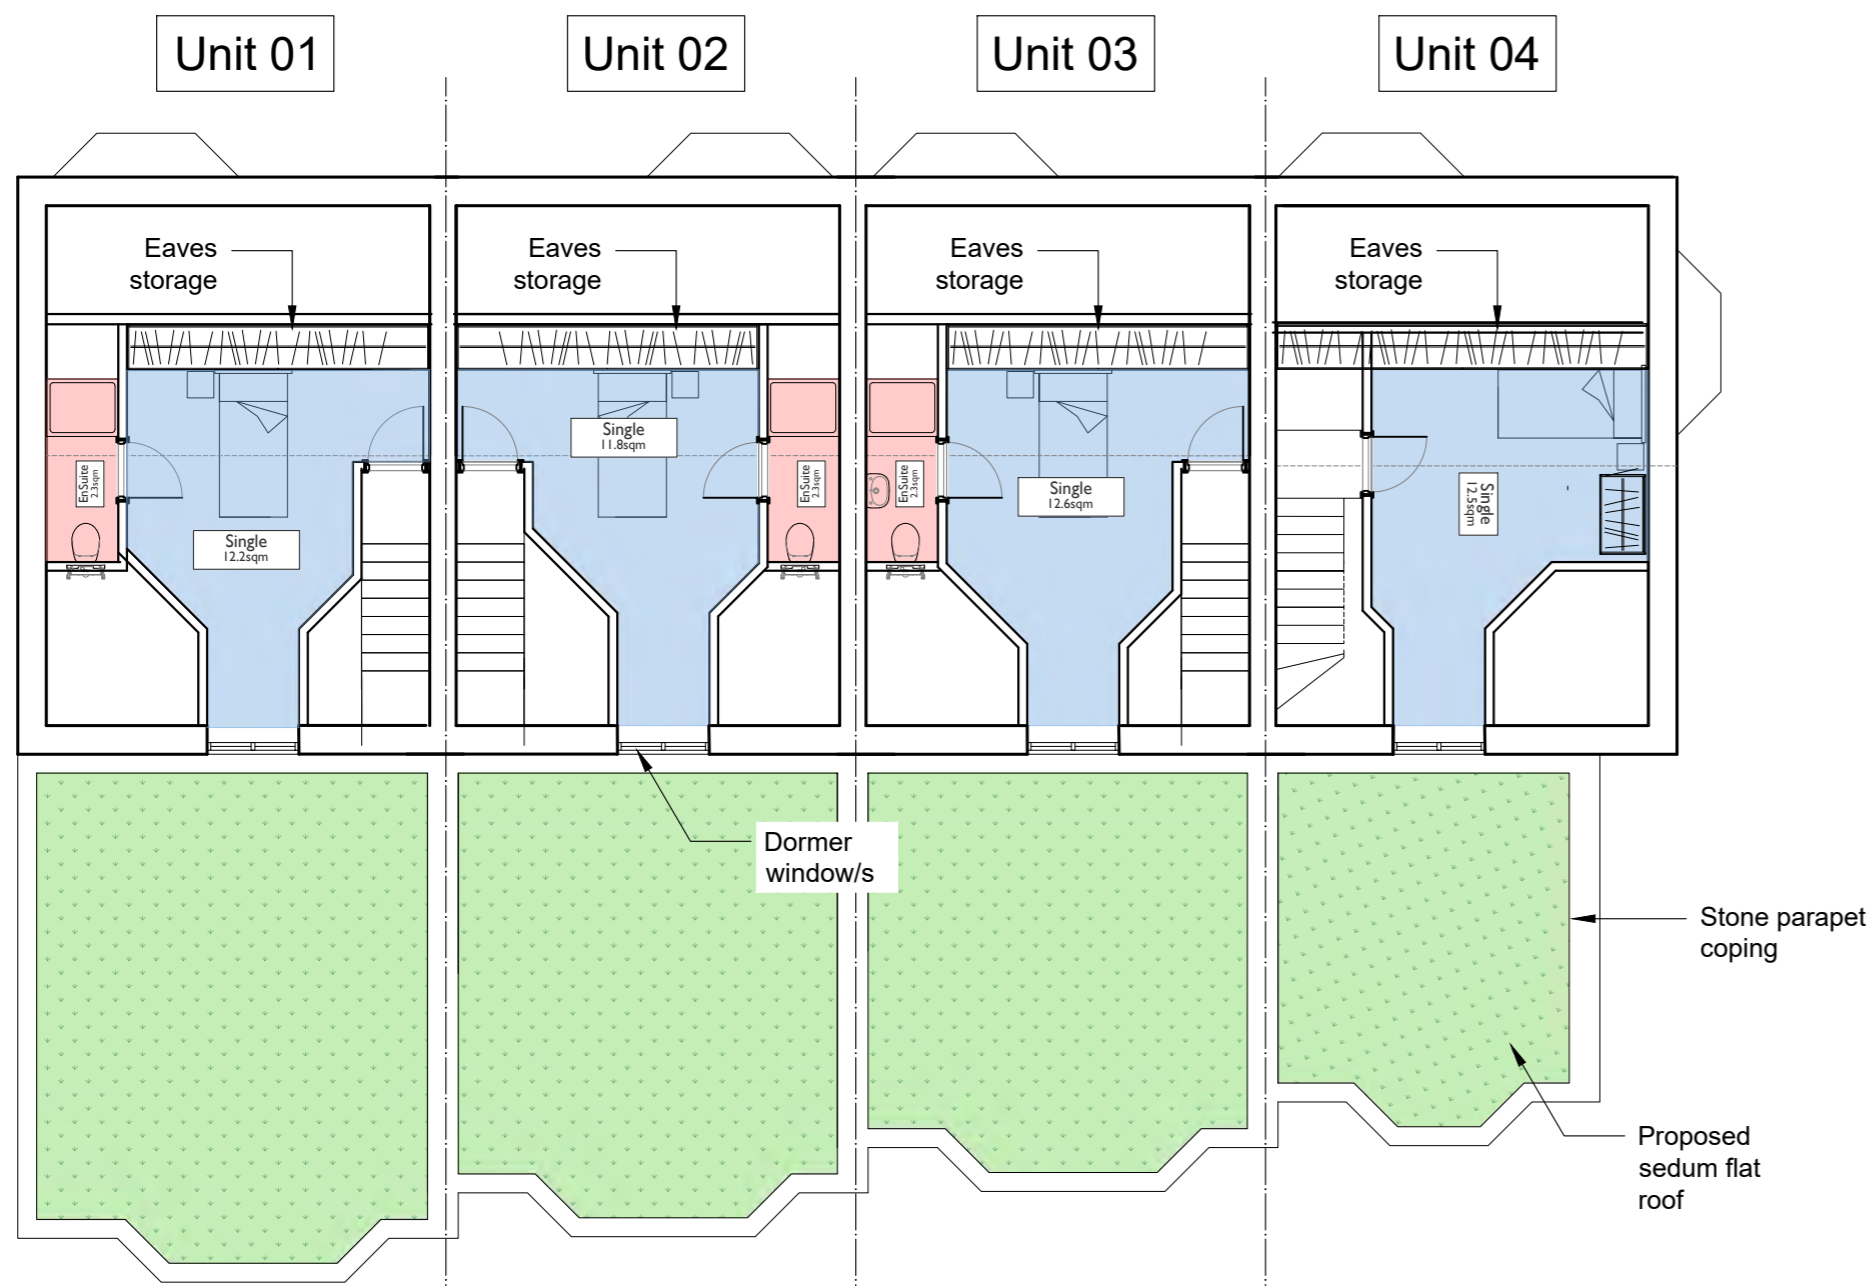 Unit 01
Unit 02
Unit 03
Unit 04
Eaves
storage
Eaves
storage
Eaves
storage
Eaves
storage
EnSuite
2.3sqm
Single
12.2sqm
Single
11.8sqm
EnSuite
2.3sqm
EnSuite
2.3sqm
Single
12.6sqm
Single
12.5sqm
Dormer
window/s
Stone parapet
coping
Proposed
sedum flat
roof